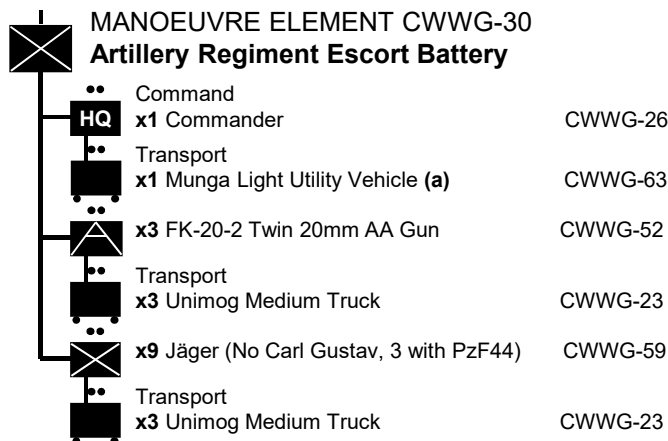 MANOEUVRE ELEMENT CWWG-30
Artillery Regiment Escort Battery
Command
HQ x1 Commander CWWG-26
Transport
x1 Munga Light Utility Vehicle (a) CWWG-63
x3 FK-20-2 Twin 20mm AA Gun CWWG-52
Transport
x3 Unimog Medium Truck CWWG-23
x9 Jäger (No Carl Gustav, 3 with PzF44) CWWG-59
Transport
x3 Unimog Medium Truck CWWG-23